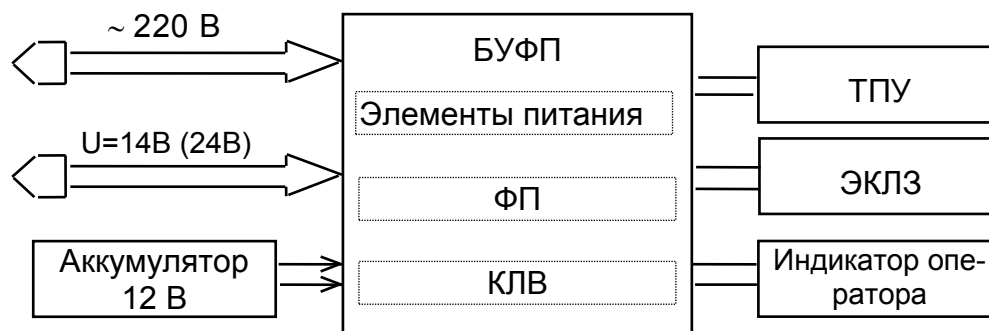 ~ 220 В
БУФП
ТПУ
Элементы питания
U=14В (24В)
ЭКЛЗ
ФП
Аккумулятор
12 В
КЛВ
Индикатор опе-
ратора